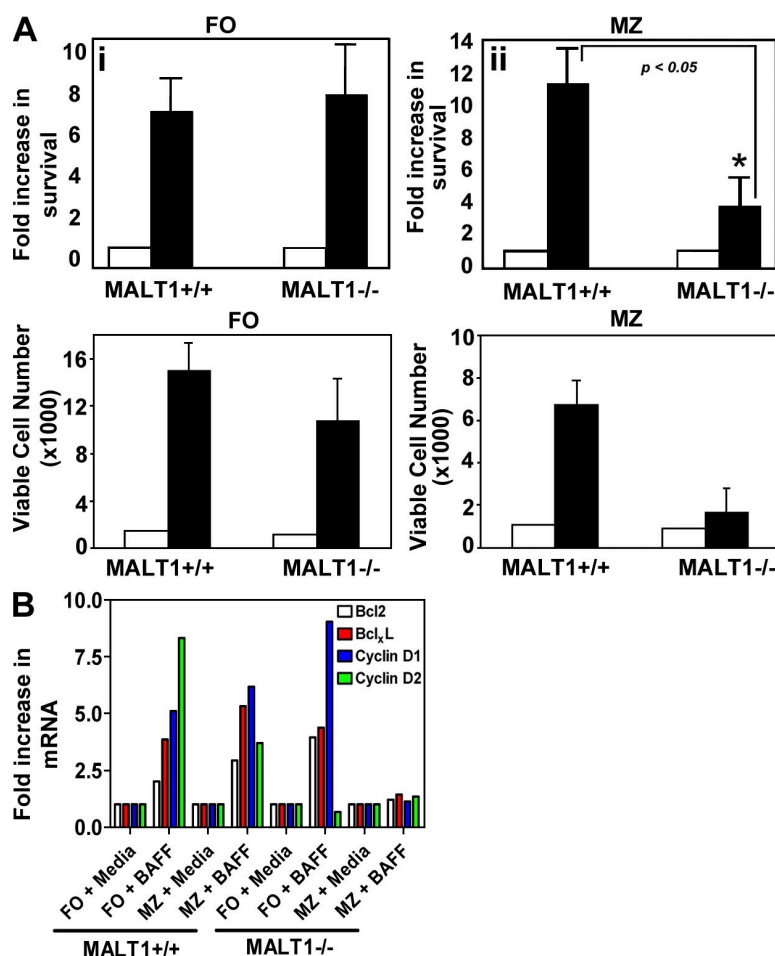 A
FO
i
Fold increase in
survival
10
8
6
4
2
0
MALT1+/+
MALT1-/-
MZ
ii
Fold increase in
survival
14
12
10
8
6
4
2
0
p < 0.05
*
MALT1+/+
MALT1-/-
FO
Viable Cell Number
(x1000)
16
12
8
4
0
MALT1+/+
MALT1-/-
MZ
Viable Cell Number
(x1000)
10
8
6
4
2
0
MALT1+/+
MALT1-/-
B
Fold increase in
mRNA
10.0
7.5
5.0
2.5
0.0
Bcl2
BclxL
Cyclin D1
Cyclin D2
FO + Media
FO + BAFF
MZ + Media
MZ + BAFF
FO + Media
FO + BAFF
MZ + Media
MZ + BAFF
MALT1+/+
MALT1-/-